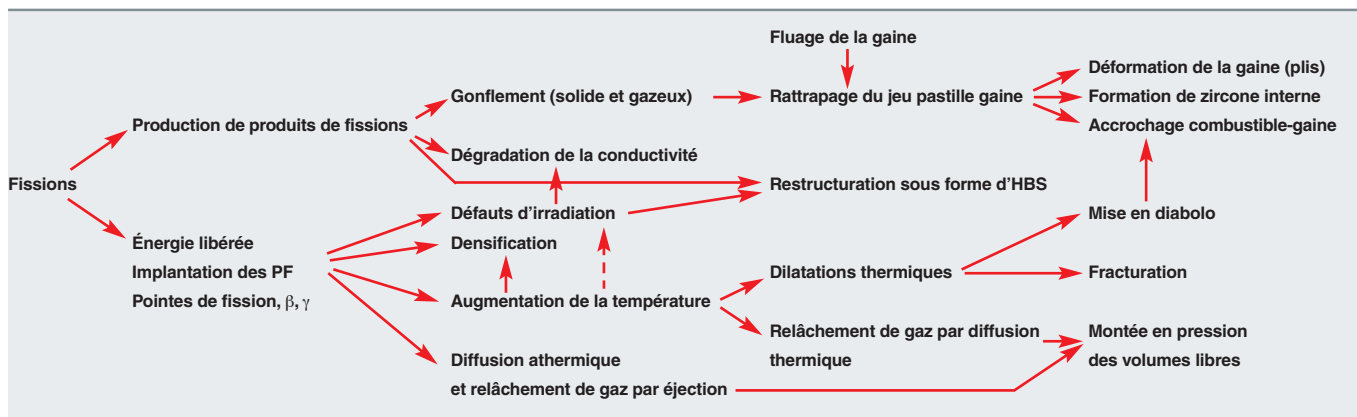 Fluage de la gaine
Déformation de la gaine (plis)
Gonflement (solide et gazeux)
Rattrapage du jeu pastille gaine
Formation de zircone interne
Production de produits de fissions
Accrochage combustible-gaine
Dégradation de la conductivité
Fissions
Restructuration sous forme d'HBS
Défauts d'irradiation
Mise en diabolo
Énergie libérée
Densification
Implantation des PF
Dilatations thermiques
Fracturation
Pointes de fission, β, γ
Augmentation de la température
Relâchement de gaz par diffusion
thermique
Montée en pression
des volumes libres
Diffusion athermique
et relâchement de gaz par éjection